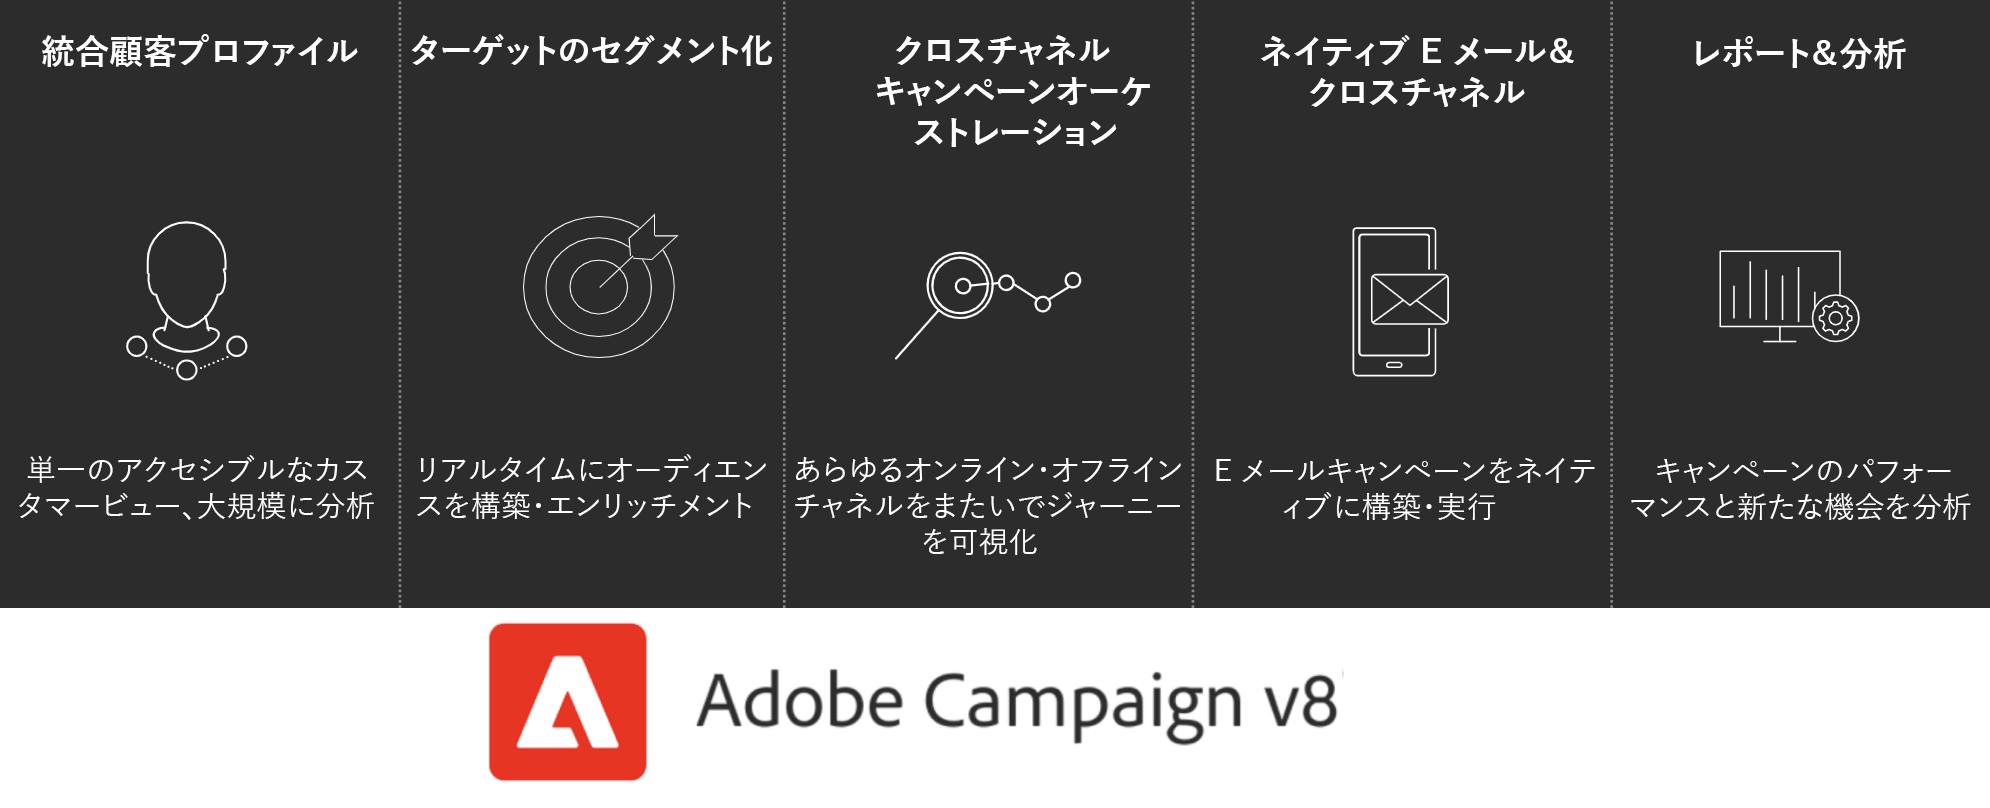 統合顧客プロファイル
単一のアクセシブルなカス
タマービュー、大規模に分析
ターゲットのセグメント化
リアルタイムにオーディエン
スを構築・エンリッチメント
クロスチャネル
キャンペーンオーケ
ストレーション
あらゆるオンライン・オフライン
チャネルをまたいでジャーニー
を可視化
ネイティブ E メール&
クロスチャネル
E メールキャンペーンをネイテ
ィブに構築・実行
レポート&分析
キャンペーンのパフォー
マンスと新たな機会を分析
Adobe Campaign v8